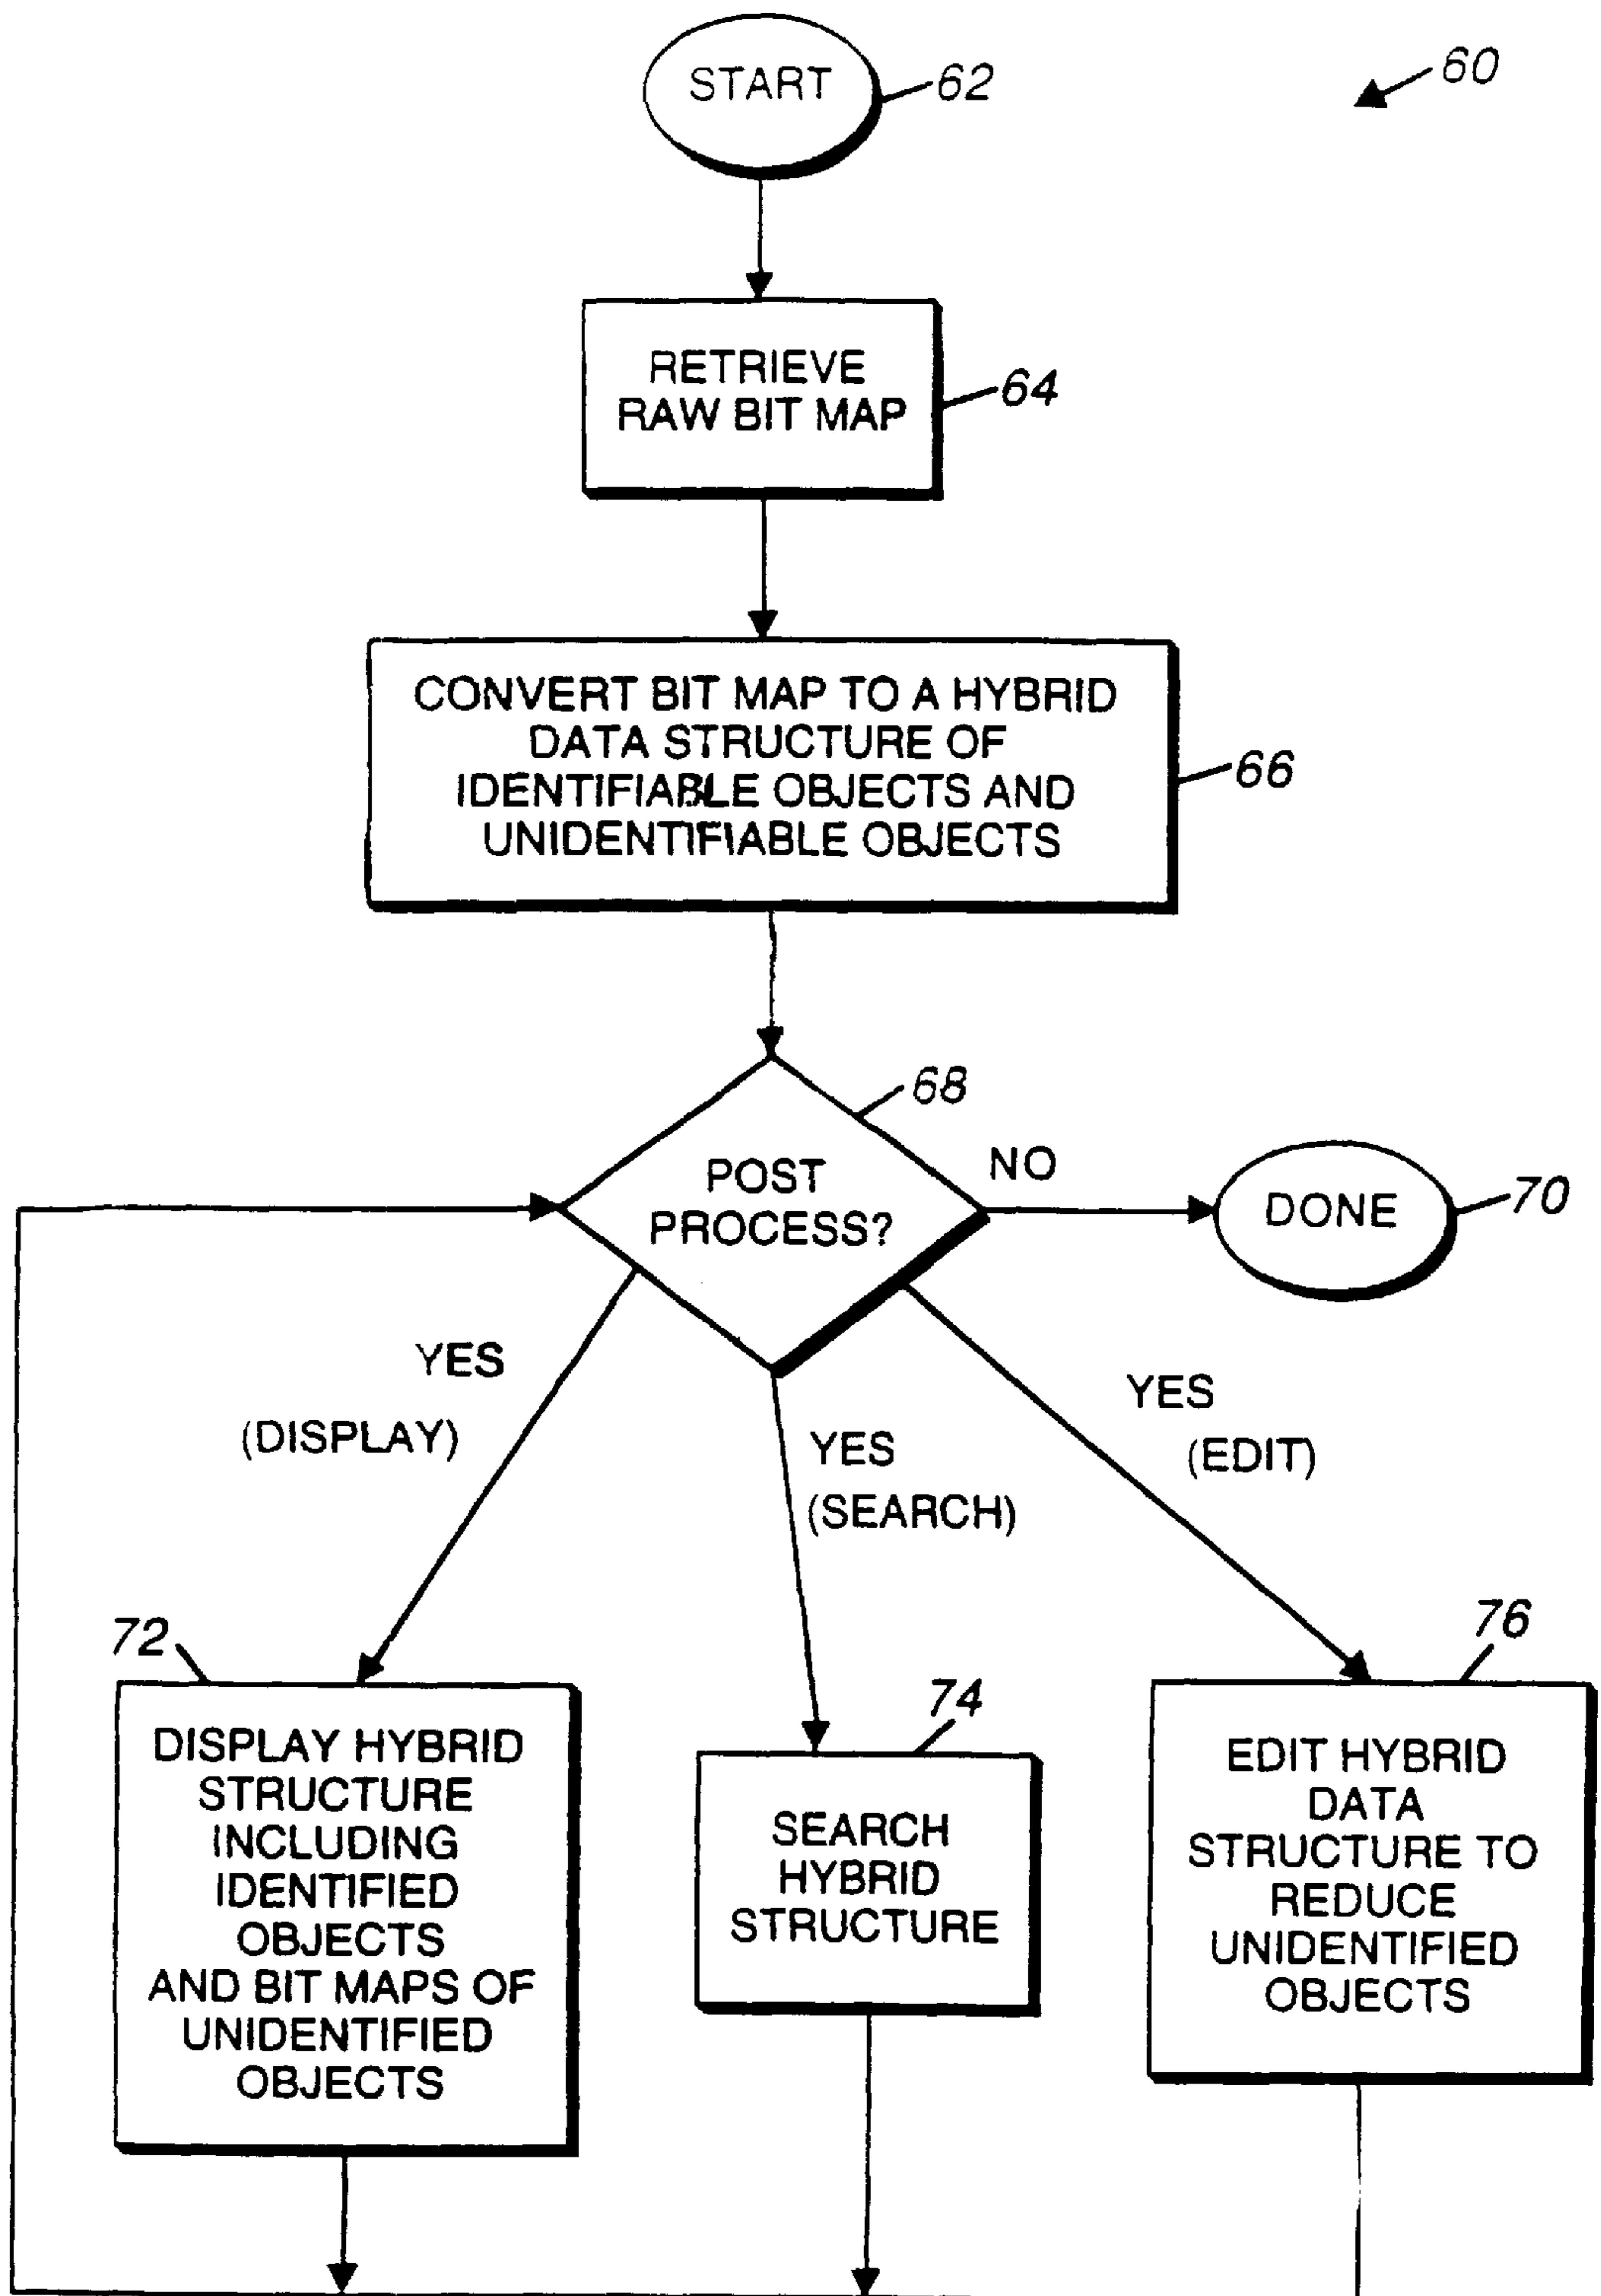 START
62
60
RETRIEVE
RAW BIT MAP
64
CONVERT BIT MAP TO A HYBRID
DATA STRUCTURE OF
IDENTIFIABLE OBJECTS AND
UNIDENTIFIABLE OBJECTS
66
68
POST
PROCESS?
NO
DONE
70
YES
(DISPLAY)
YES
(SEARCH)
YES
(EDIT)
72
DISPLAY HYBRID
STRUCTURE
INCLUDING
IDENTIFIED
OBJECTS
AND BIT MAPS OF
UNIDENTIFIED
OBJECTS
74
SEARCH
HYBRID
STRUCTURE
76
EDIT HYBRID
DATA
STRUCTURE TO
REDUCE
UNIDENTIFIED
OBJECTS